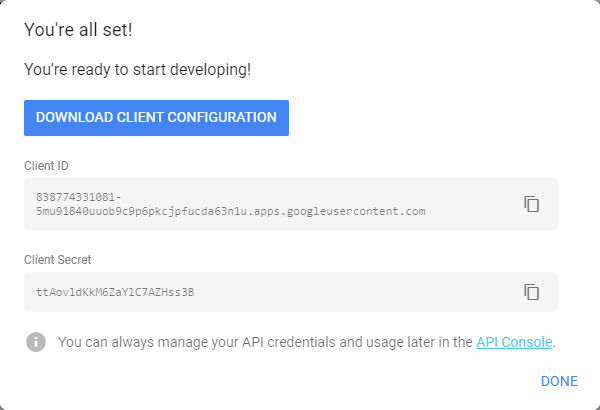 You're all set!
You're ready to start developing!
DOWNLOAD CLIENT CONFIGURATION
Client ID
838774331081-
5mu91840uuob9c9p6pkcjpfucda63n1u.apps.googleusercontent.com
Client Secret
ttAovldKkM6ZaYlC7AZHss3B
You can always manage your API credentials and usage later in the API Console.
DONE